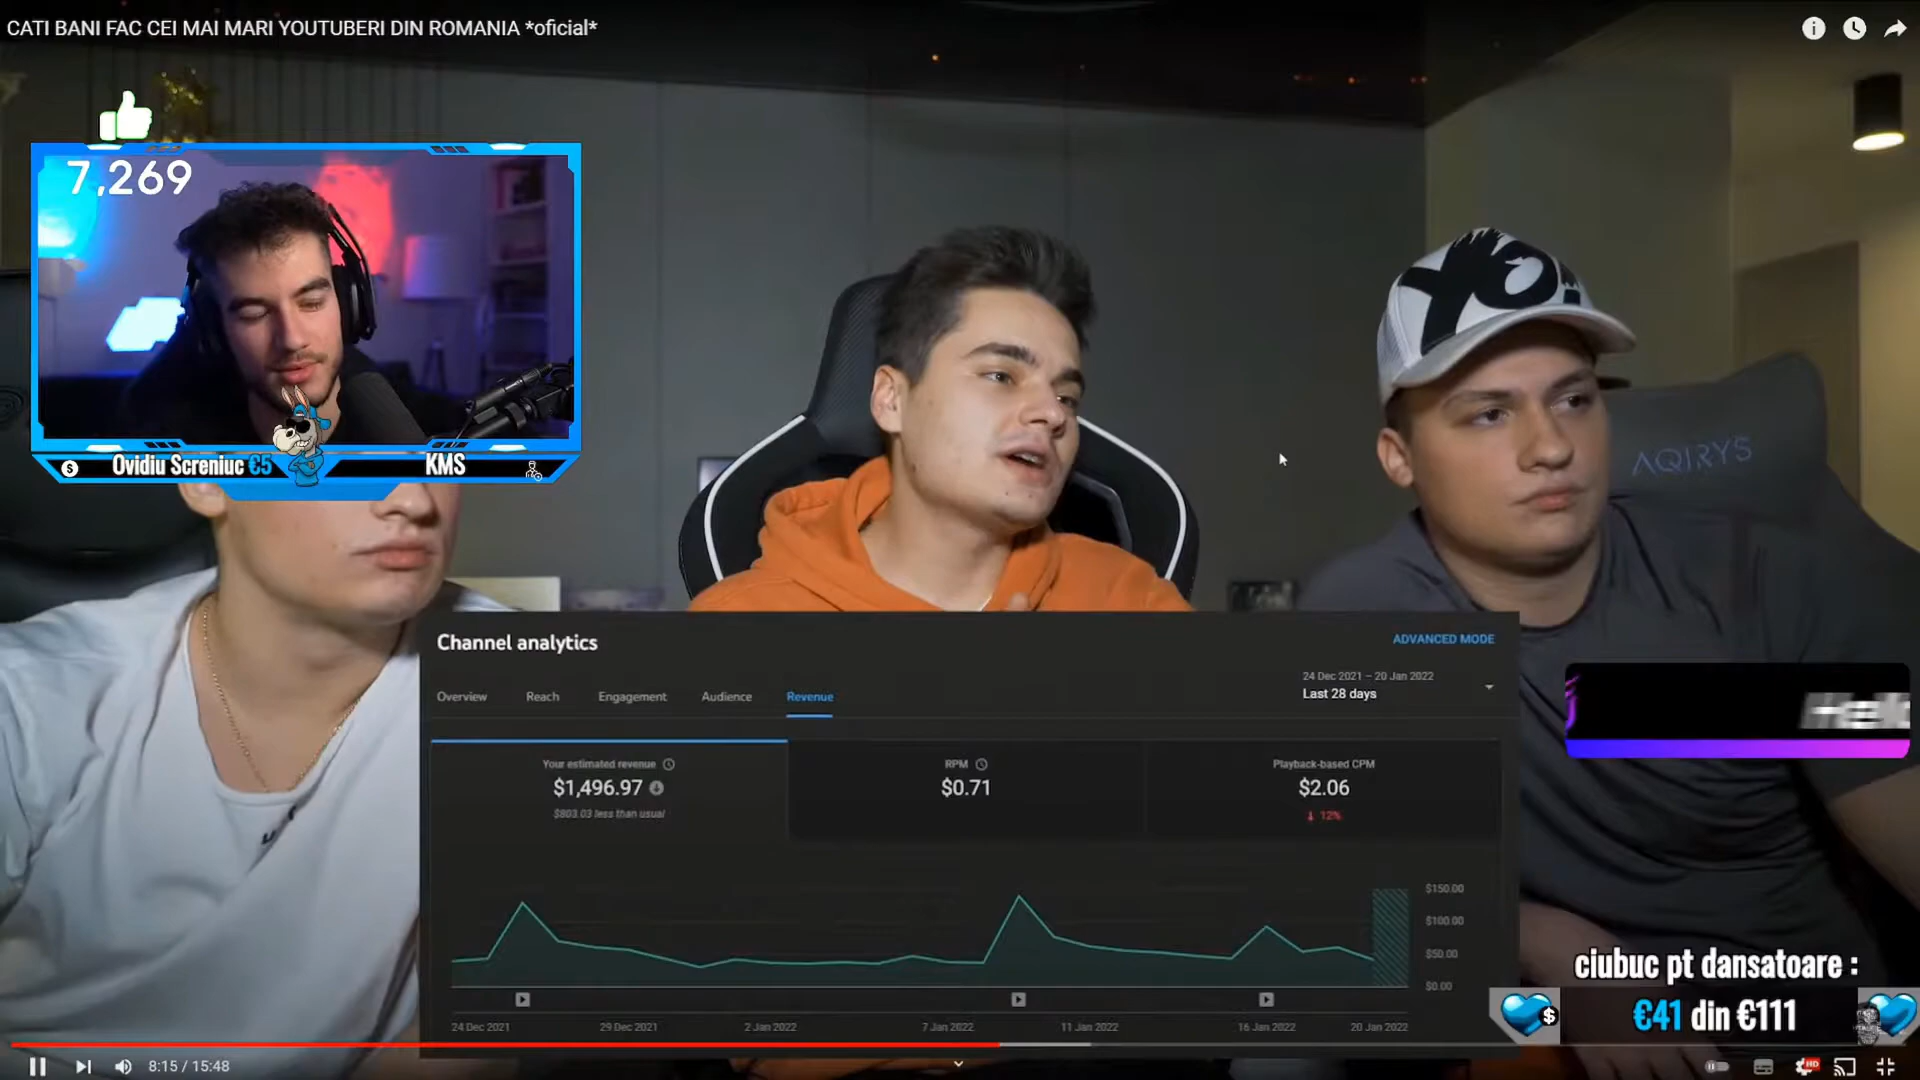 CATI BANI FAC CEI MAI MARI YOUTUBERI DIN ROMANIA *oficial*
7,269
Ovidiu Screniuc €5
KMS
YO!
AQIRYS
Channel analytics
ADVANCED MODE
24 Dec 2021 – 20 Jan 2022
Last 28 days
Overview
Reach
Engagement
Audience
Revenue
Your estimated revenue
$1,496.97
$803.03 less than usual
RPM
$0.71
Playback-based CPM
$2.06
12%
$150.00
$100.00
$50.00
$0.00
24 Dec 2021
29 Dec 2021
2 Jan 2022
7 Jan 2022
11 Jan 2022
16 Jan 2022
20 Jan 2022
ciubuc pt dansatoare :
€41 din €111
8:15 / 15:48
HD